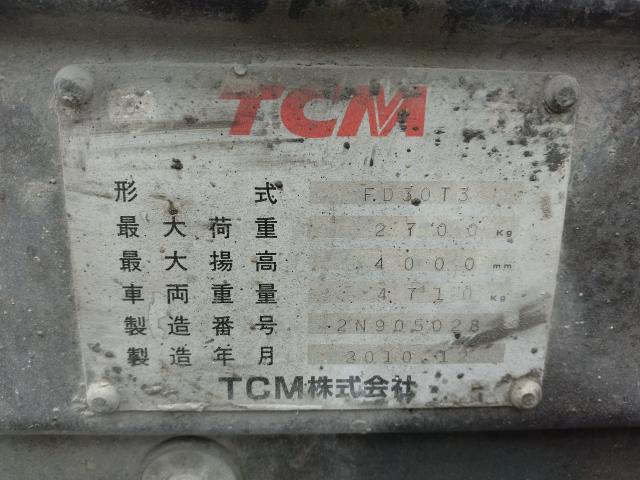 TCM
形式 FD30T3
最大荷重 2700 Kg
最大揚高 4000 mm
車両重量 4710 Kg
製造番号 2N905028
製造年月 2010.12
TCM株式会社